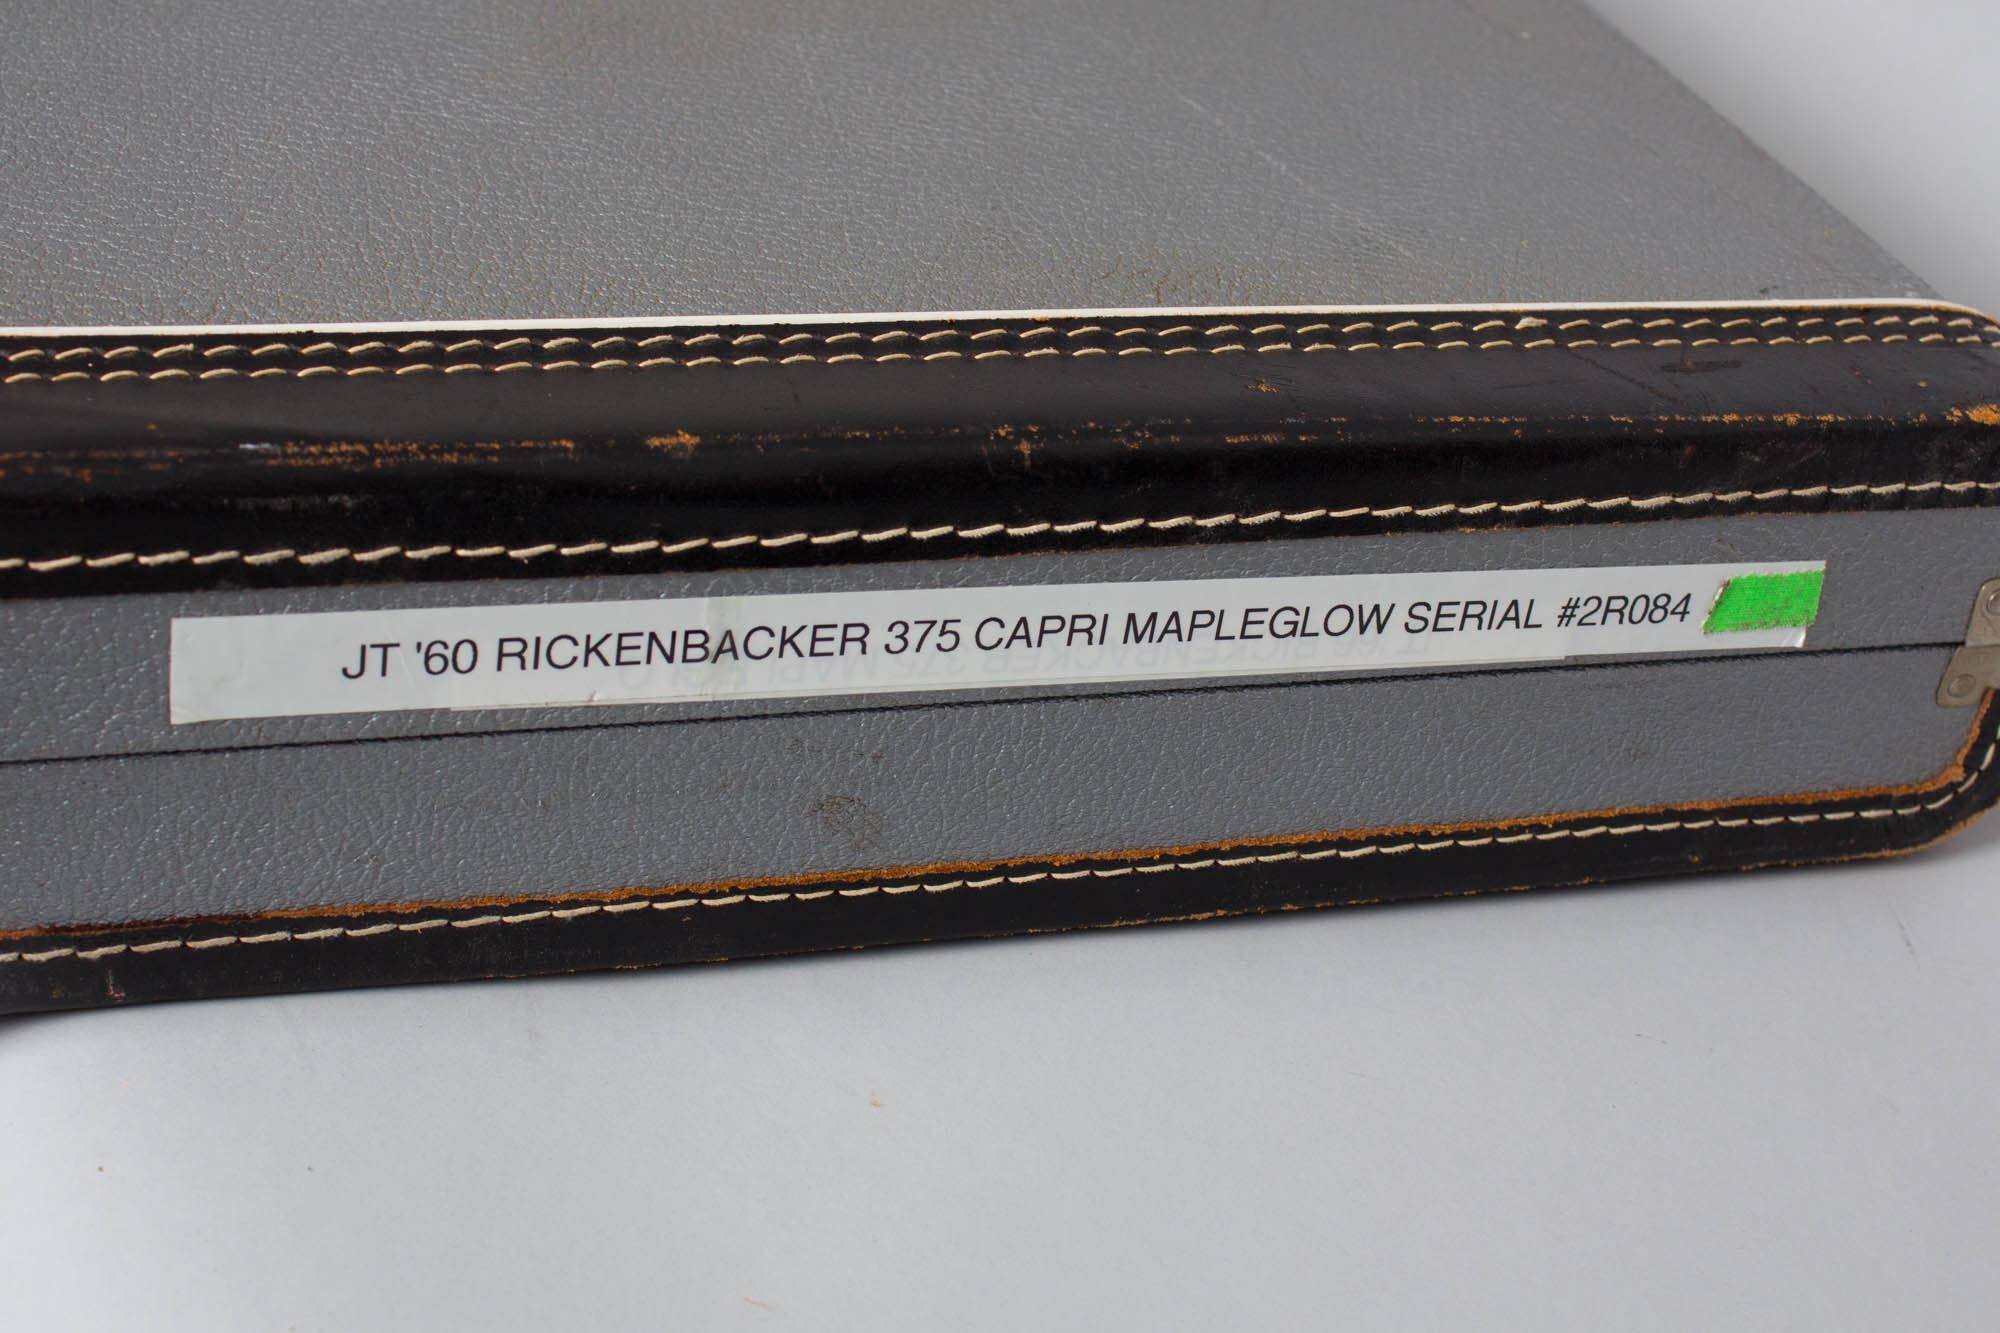 JT '60 RICKENBACKER 375 CAPRI MAPLEGLOW SERIAL #2R084